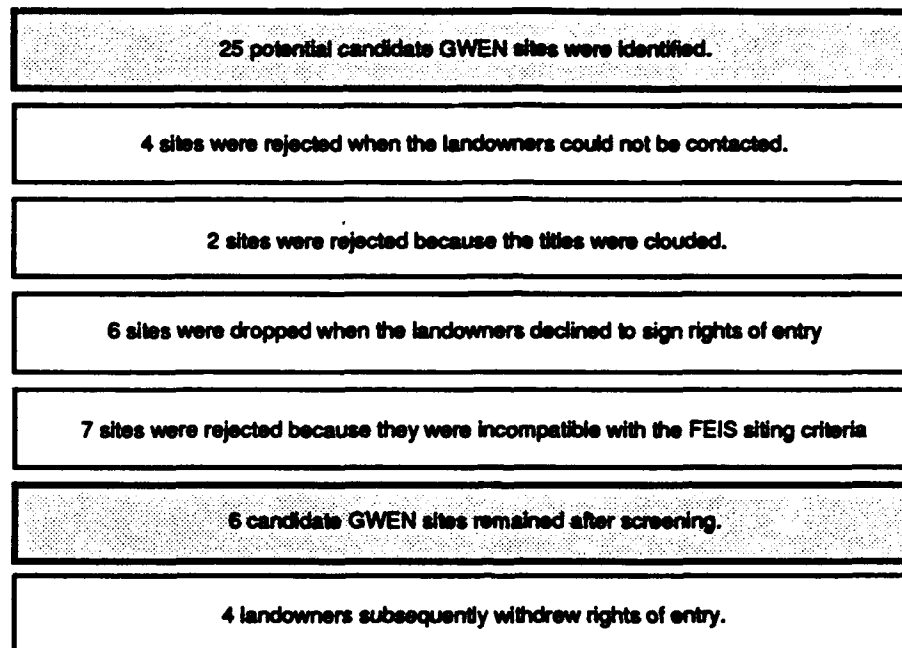 25 potential candidate GWEN sites were identified.
4 sites were rejected when the landowners could not be contacted.
2 sites were rejected because the titles were clouded.
6 sites were dropped when the landowners declined to sign rights of entry
7 sites were rejected because they were incompatible with the FEIS siting criteria
6 candidate GWEN sites remained after screening.
4 landowners subsequently withdrew rights of entry.